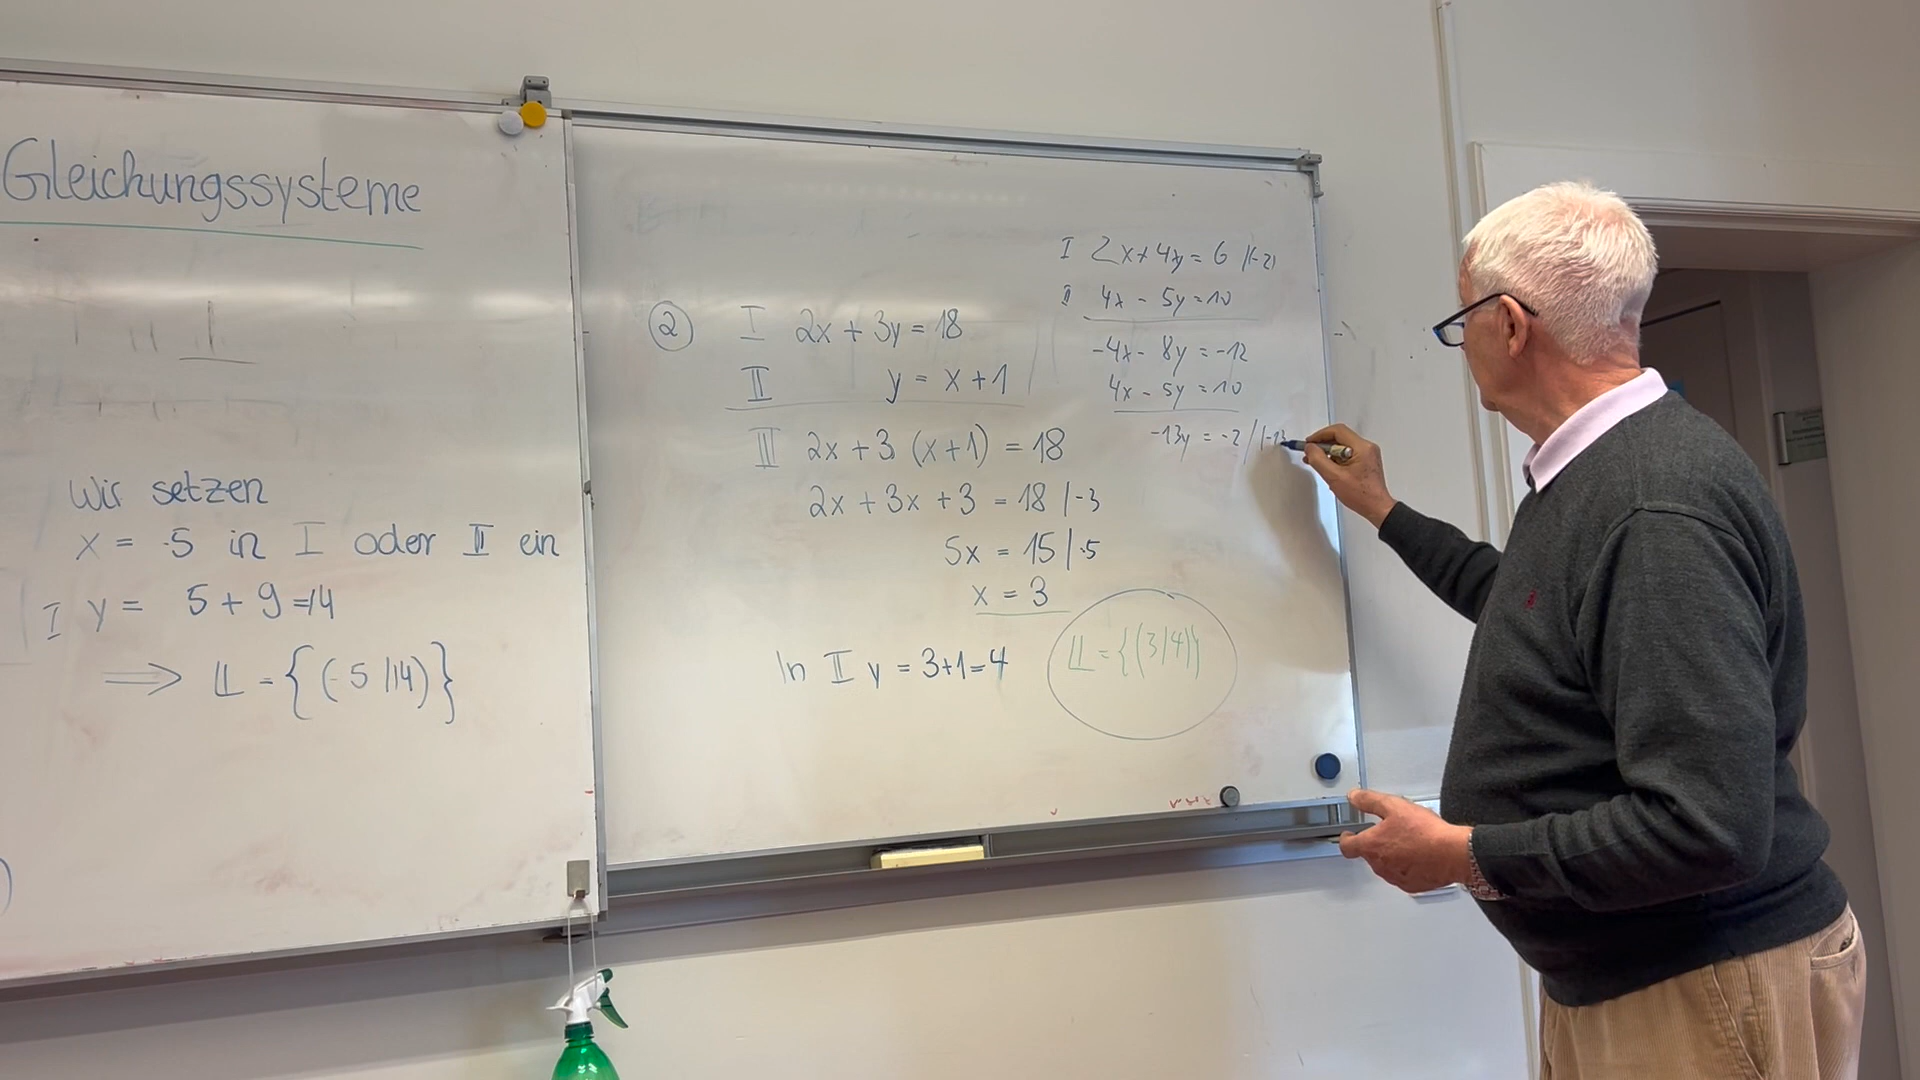 Gleichungssysteme
Wir setzen
x = -5 in I oder II ein
I y = 5 + 9 = 14
⟹ 𝕃 = {(-5 | 14)}
② I 2x + 3y = 18
II y = x + 1
III 2x + 3 (x+1) = 18
2x + 3x + 3 = 18 | -3
5x = 15 | :5
x = 3
In II y = 3+1=4
𝕃 = {(3|4)}
I 2x + 4y = 6 |(-2)
II 4x - 5y = 10
-4x - 8y = -12
4x - 5y = 10
-13y = -2 / |-13